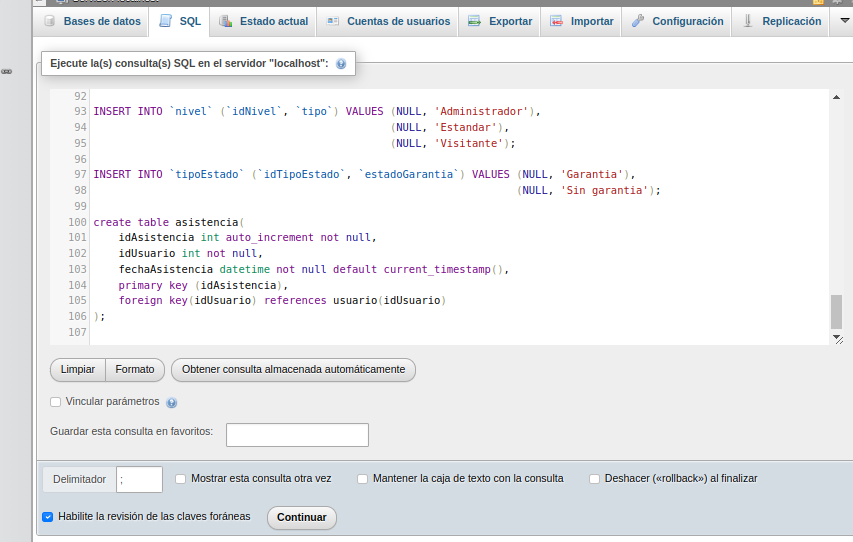 Bases de datos SQL Estado actual Cuentas de usuarios Exportar Importar Configuración Replicación
Ejecute la(s) consulta(s) SQL en el servidor "localhost":
92
93 INSERT INTO `nivel` (`idNivel`, `tipo`) VALUES (NULL, 'Administrador'),
94 (NULL, 'Estandar'),
95 (NULL, 'Visitante');
96
97 INSERT INTO `tipoEstado` (`idTipoEstado`, `estadoGarantia`) VALUES (NULL, 'Garantia'),
98 (NULL, 'Sin garantia');
99
100 create table asistencia(
101 idAsistencia int auto_increment not null,
102 idUsuario int not null,
103 fechaAsistencia datetime not null default current_timestamp(),
104 primary key (idAsistencia),
105 foreign key(idUsuario) references usuario(idUsuario)
106 );
107
Limpiar Formato Obtener consulta almacenada automáticamente
Vincular parámetros
Guardar esta consulta en favoritos:
Delimitador ; Mostrar esta consulta otra vez Mantener la caja de texto con la consulta Deshacer («rollback») al finalizar
Habilite la revisión de las claves foráneas Continuar